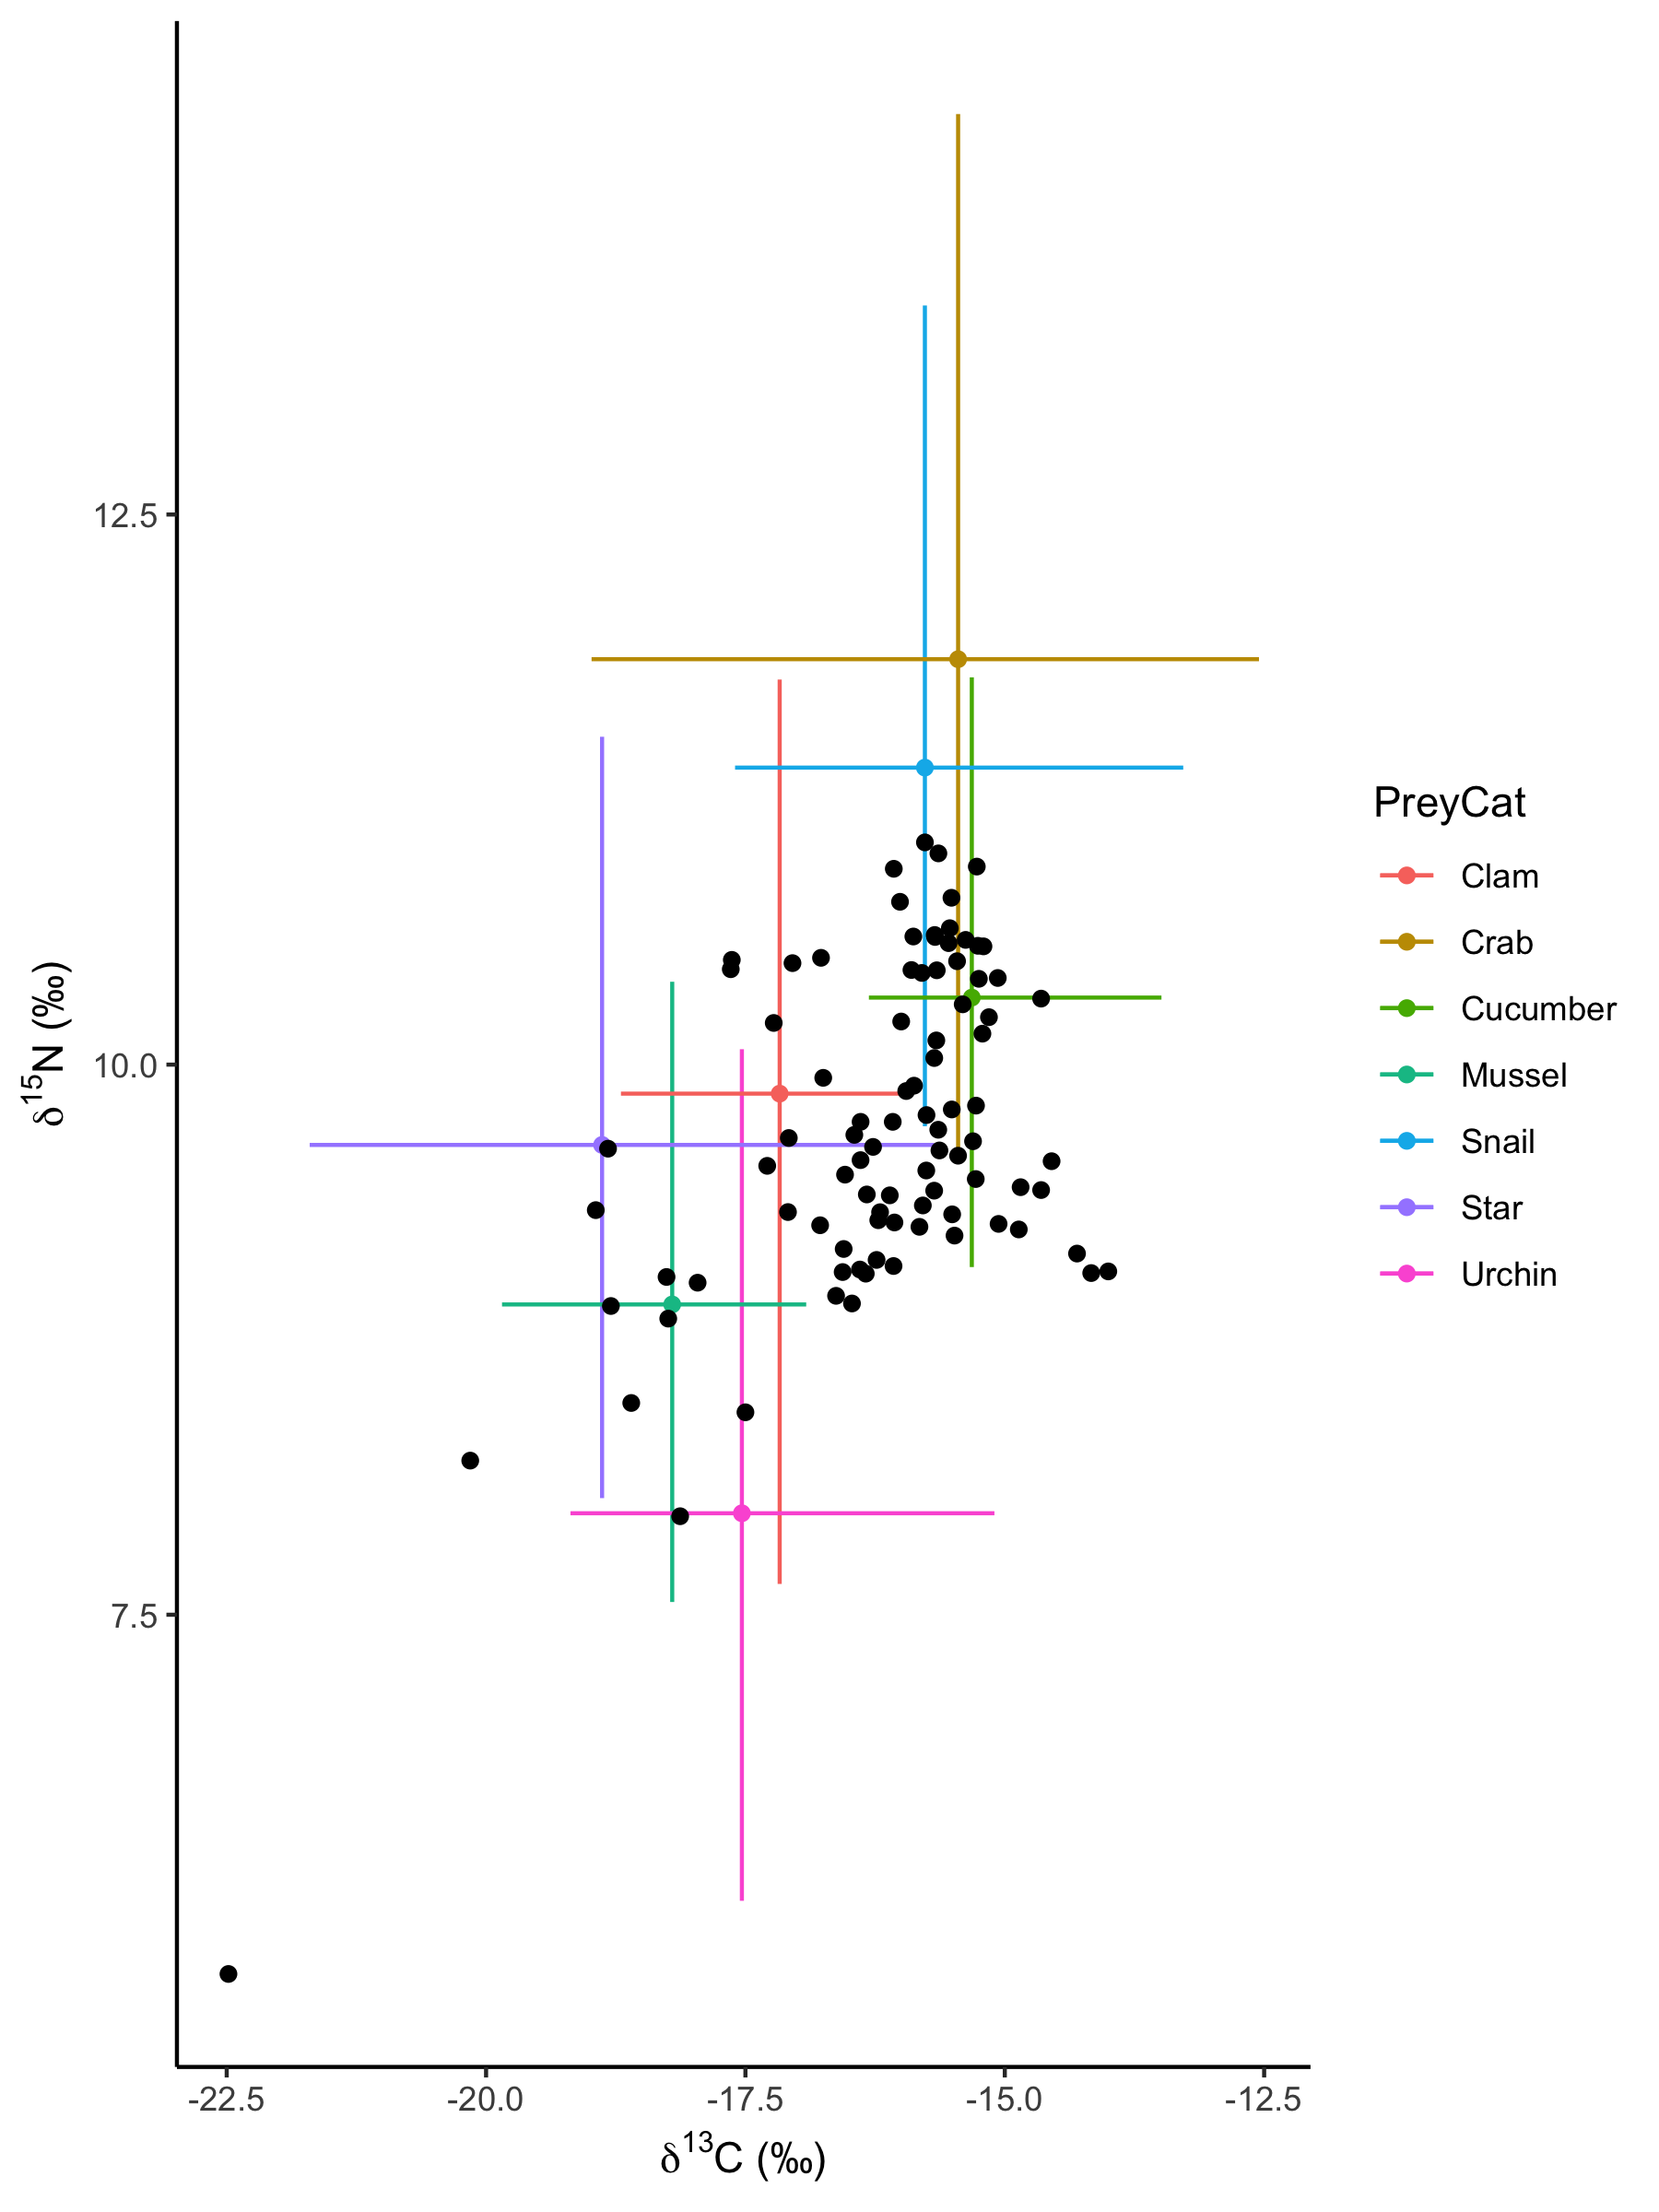 12.5
10.0
7.5
δ¹⁵N (‰)
-22.5 -20.0 -17.5 -15.0 -12.5
δ¹³C (‰)
PreyCat
Clam
Crab
Cucumber
Mussel
Snail
Star
Urchin